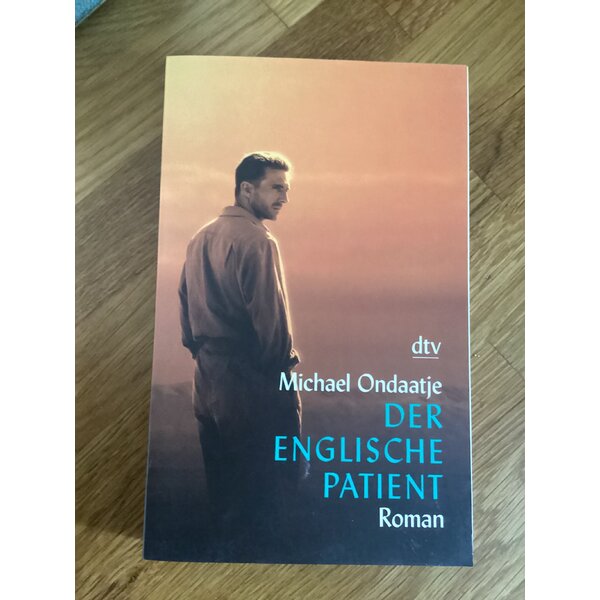 dtv
Michael Ondaatje
DER
ENGLISCHE
PATIENT
Roman